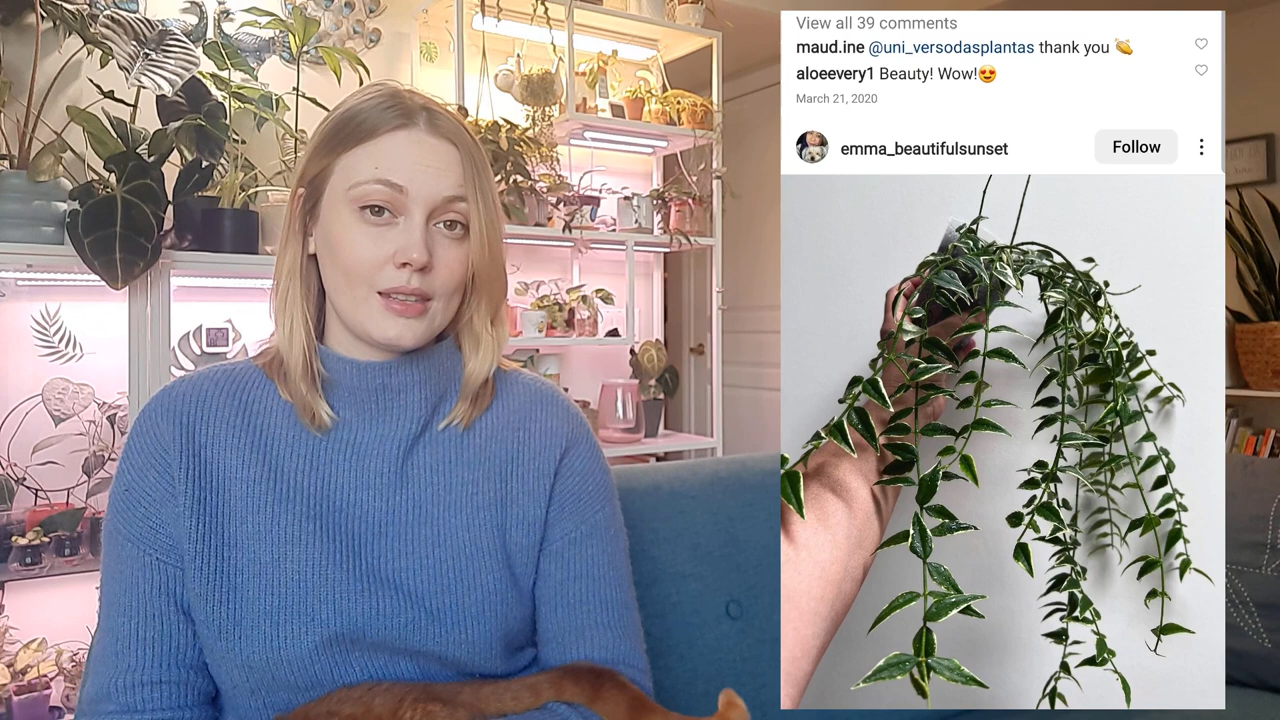 View all 39 comments
maud.ine @uni_versodasplantas thank you 👏
aloeevery1 Beauty! Wow!😍
March 21, 2020
emma_beautifulsunset Follow